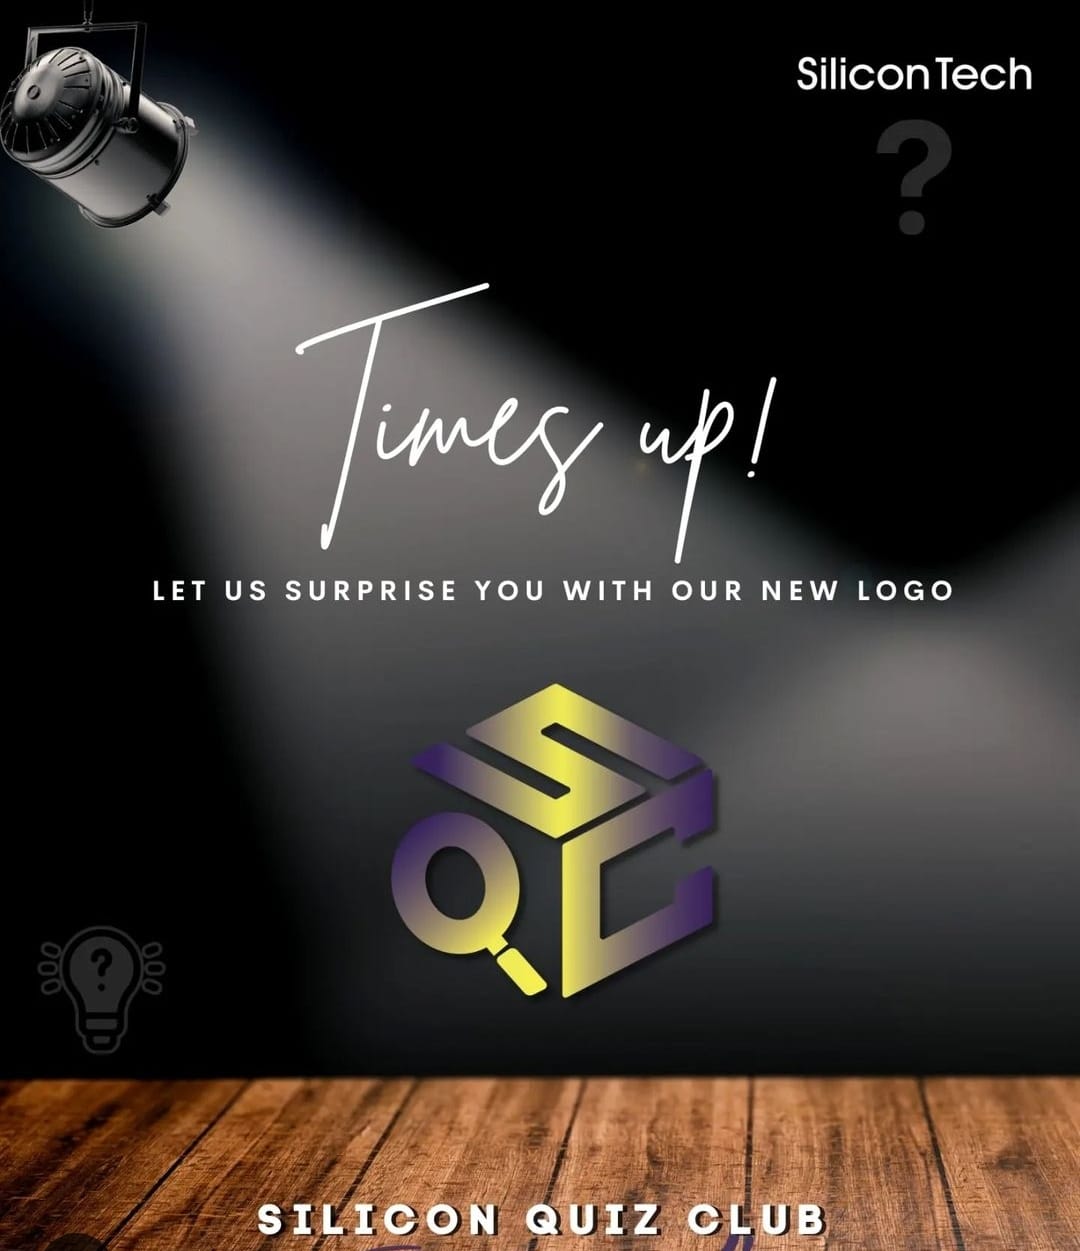 SiliconTech
?
Times up!
LET US SURPRISE YOU WITH OUR NEW LOGO
S
Q C
?
SILICON QUIZ CLUB